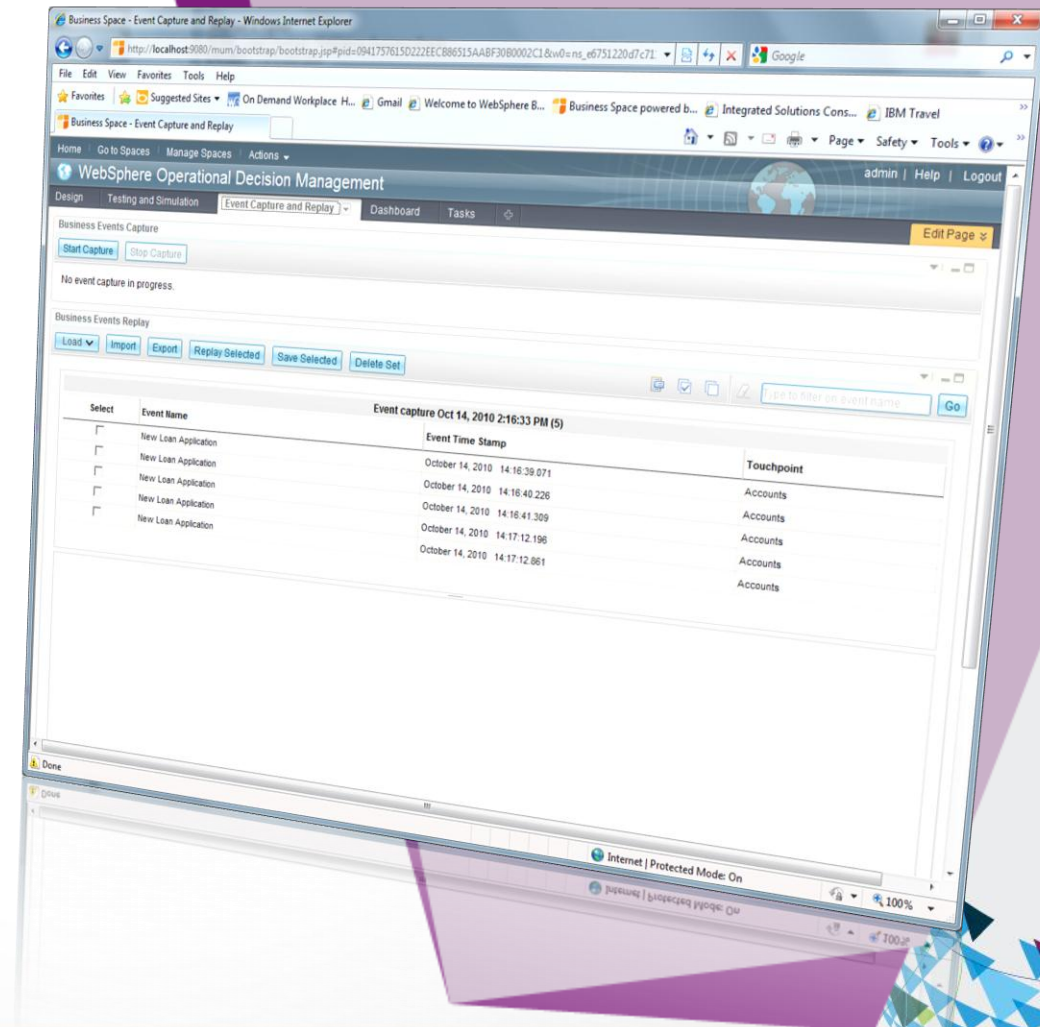 Business Space - Event Capture and Replay - Windows Internet Explorer
http://localhost:9080/mum/bootstrap/bootstrap.jsp#pid=0941757615D222EECB86515AABF30B0002C1&w0=ns_e6751220d7c71 Google
File Edit View Favorites Tools Help
Favorites Suggested Sites On Demand Workplace H... Gmail Welcome to WebSphere B... Business Space powered b... Integrated Solutions Cons... IBM Travel
Business Space - Event Capture and Replay Page Safety Tools
Home Go to Spaces Manage Spaces Actions
WebSphere Operational Decision Management admin | Help | Logout
Design Testing and Simulation Event Capture and Replay Dashboard Tasks
Edit Page
Business Events Capture
Start Capture Stop Capture
No event capture in progress.
Business Events Replay
Load Import Export Replay Selected Save Selected Delete Set Type to filter on event name Go
Event capture Oct 14, 2010 2:16:33 PM (5)
Select Event Name Event Time Stamp Touchpoint
New Loan Application October 14, 2010 14:16:39.071 Accounts
New Loan Application October 14, 2010 14:16:40.226 Accounts
New Loan Application October 14, 2010 14:16:41.309 Accounts
New Loan Application October 14, 2010 14:17:12.196 Accounts
New Loan Application October 14, 2010 14:17:12.861 Accounts
Done
Internet | Protected Mode: On
100%